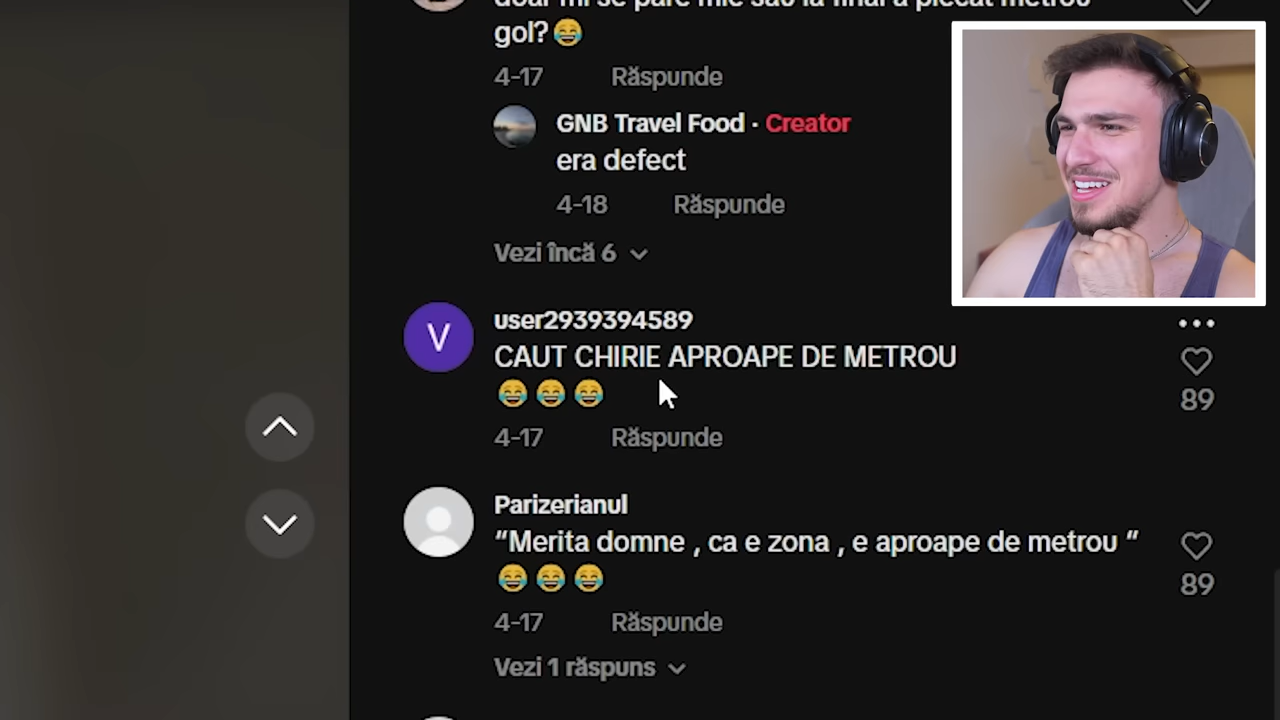 doar mi se pare mie sau la final a plecat metrou
gol?😂
4-17 Răspunde
GNB Travel Food · Creator
era defect
4-18 Răspunde
Vezi încă 6
V
user2939394589
CAUT CHIRIE APROAPE DE METROU
😂😂😂
89
4-17 Răspunde
Parizerianul
“Merita domne , ca e zona , e aproape de metrou ”
😂😂😂
89
4-17 Răspunde
Vezi 1 răspuns